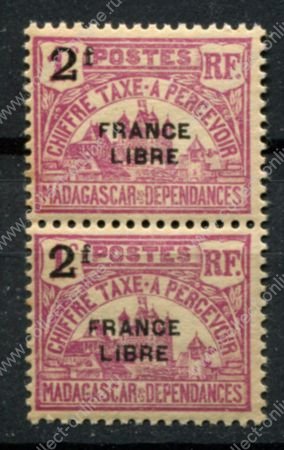 2f POSTES RF
CHIFFRE TAXE • A PERCEVOIR
FRANCE
LIBRE
MADAGASCAR & DEPENDANCES
2f POSTES RF
CHIFFRE TAXE • A PERCEVOIR
FRANCE
LIBRE
MADAGASCAR & DEPENDANCES